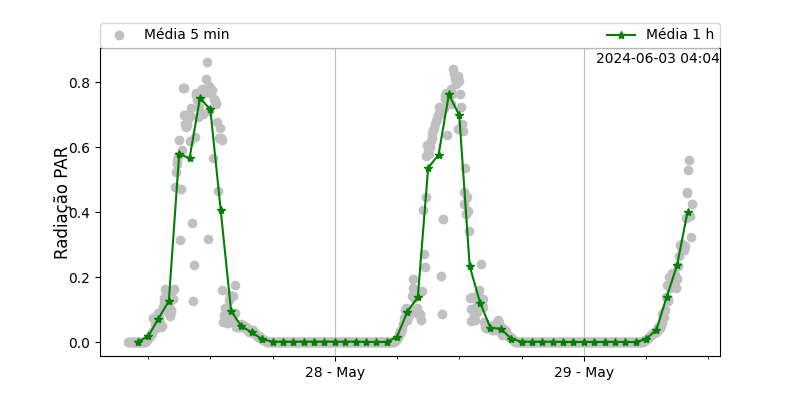 Média 5 min
Média 1 h
2024-06-03 04:04
Radiação PAR
0.8
0.6
0.4
0.2
0.0
28 - May
29 - May